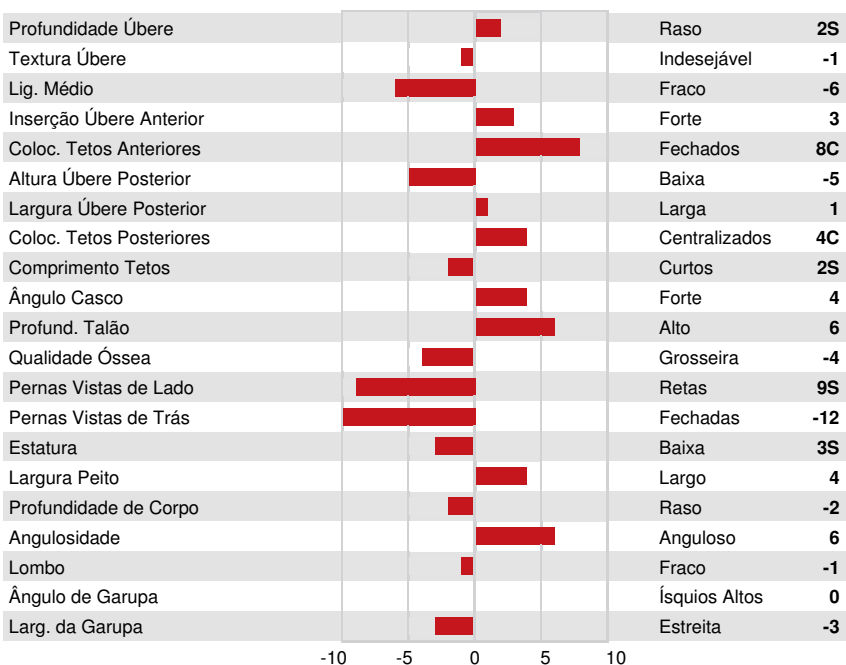 Profundidade Úbere Raso 2S
Textura Úbere Indesejável -1
Lig. Médio Fraco -6
Inserção Úbere Anterior Forte 3
Coloc. Tetos Anteriores Fechados 8C
Altura Úbere Posterior Baixa -5
Largura Úbere Posterior Larga 1
Coloc. Tetos Posteriores Centralizados 4C
Comprimento Tetos Curtos 2S
Ângulo Casco Forte 4
Profund. Talão Alto 6
Qualidade Óssea Grosseira -4
Pernas Vistas de Lado Retas 9S
Pernas Vistas de Trás Fechadas -12
Estatura Baixa 3S
Largura Peito Largo 4
Profundidade de Corpo Raso -2
Angulosidade Anguloso 6
Lombo Fraco -1
Ângulo de Garupa Ísquios Altos 0
Larg. da Garupa Estreita -3
-10 -5 0 5 10